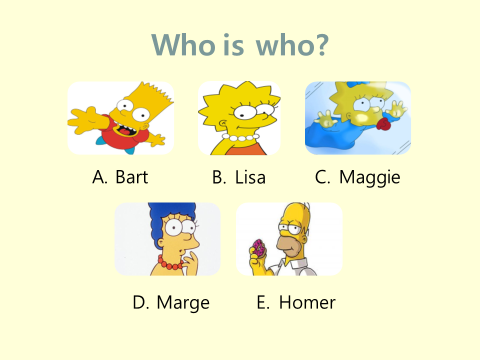 Who is who?
A. Bart
B. Lisa
C. Maggie
D. Marge
E. Homer